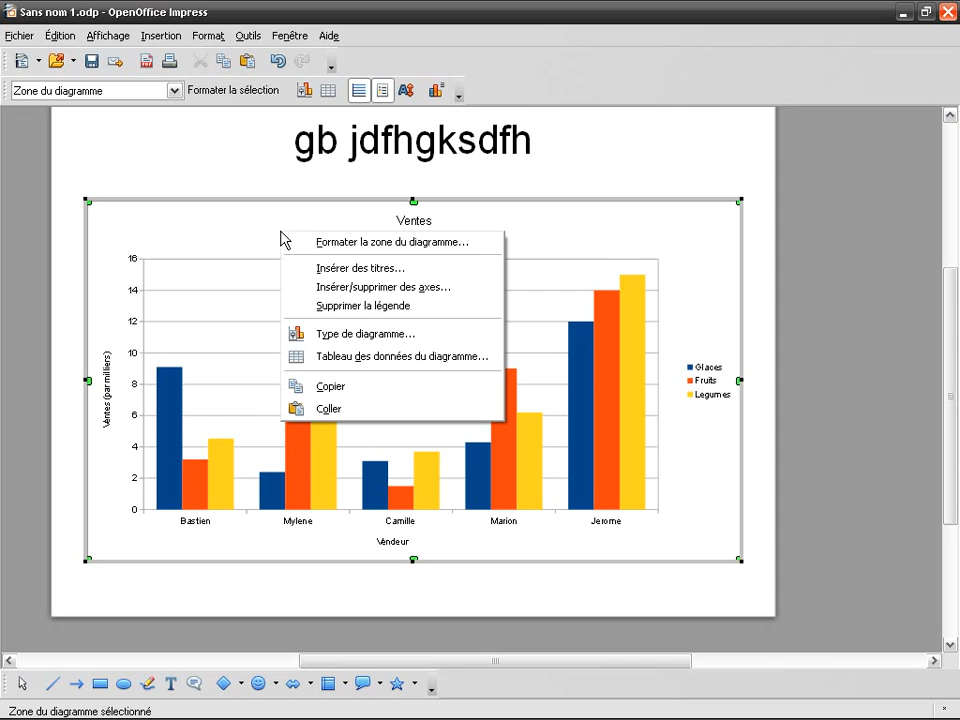 Sans nom 1.odp - OpenOffice Impress
Fichier Édition Affichage Insertion Format Outils Fenêtre Aide
Zone du diagramme Formater la sélection
gb jdfhgksdfh
Ventes
Formater la zone du diagramme...
Insérer des titres...
Insérer/supprimer des axes...
Supprimer la légende
Type de diagramme...
Tableau des données du diagramme...
Copier
Coller
16
14
12
10
8
6
4
2
0
Ventes (par milliers)
Glaces
Fruits
Legumes
Bastien Mylene Camille Marion Jerome
Vendeur
Zone du diagramme sélectionné